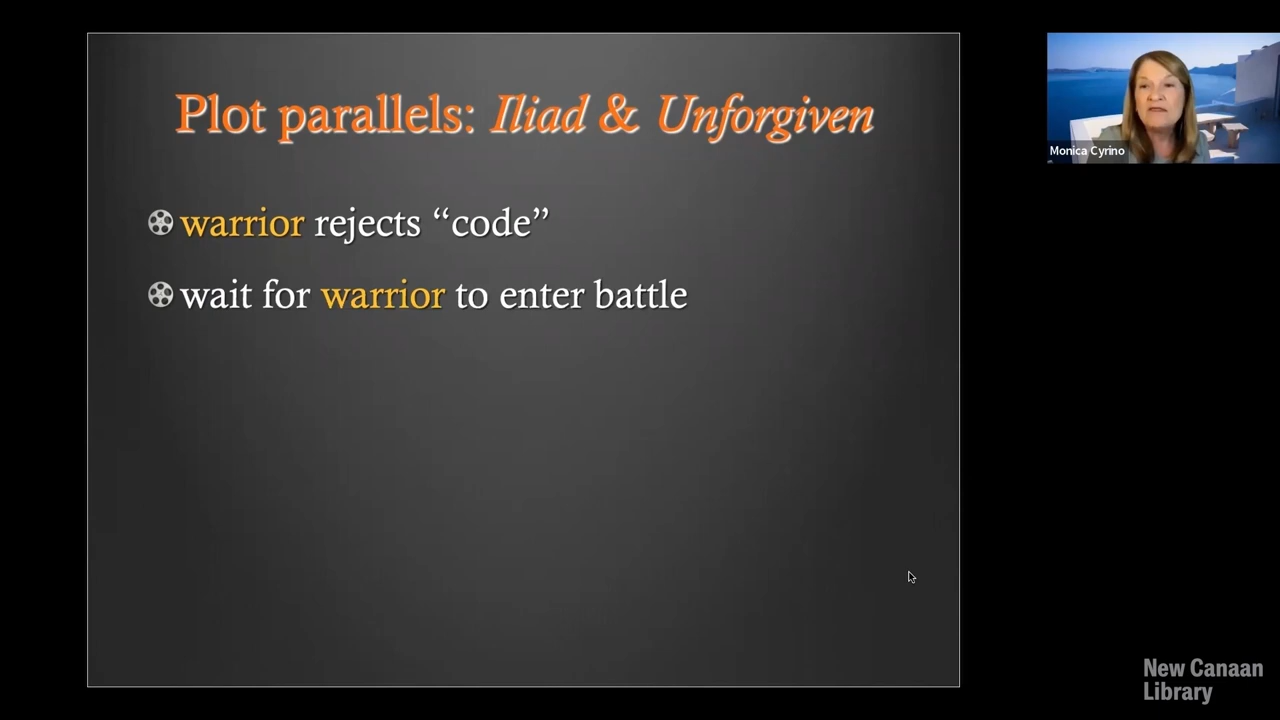 Plot parallels: Iliad & Unforgiven
warrior rejects “code”
wait for warrior to enter battle
Monica Cyrino
New Canaan
Library